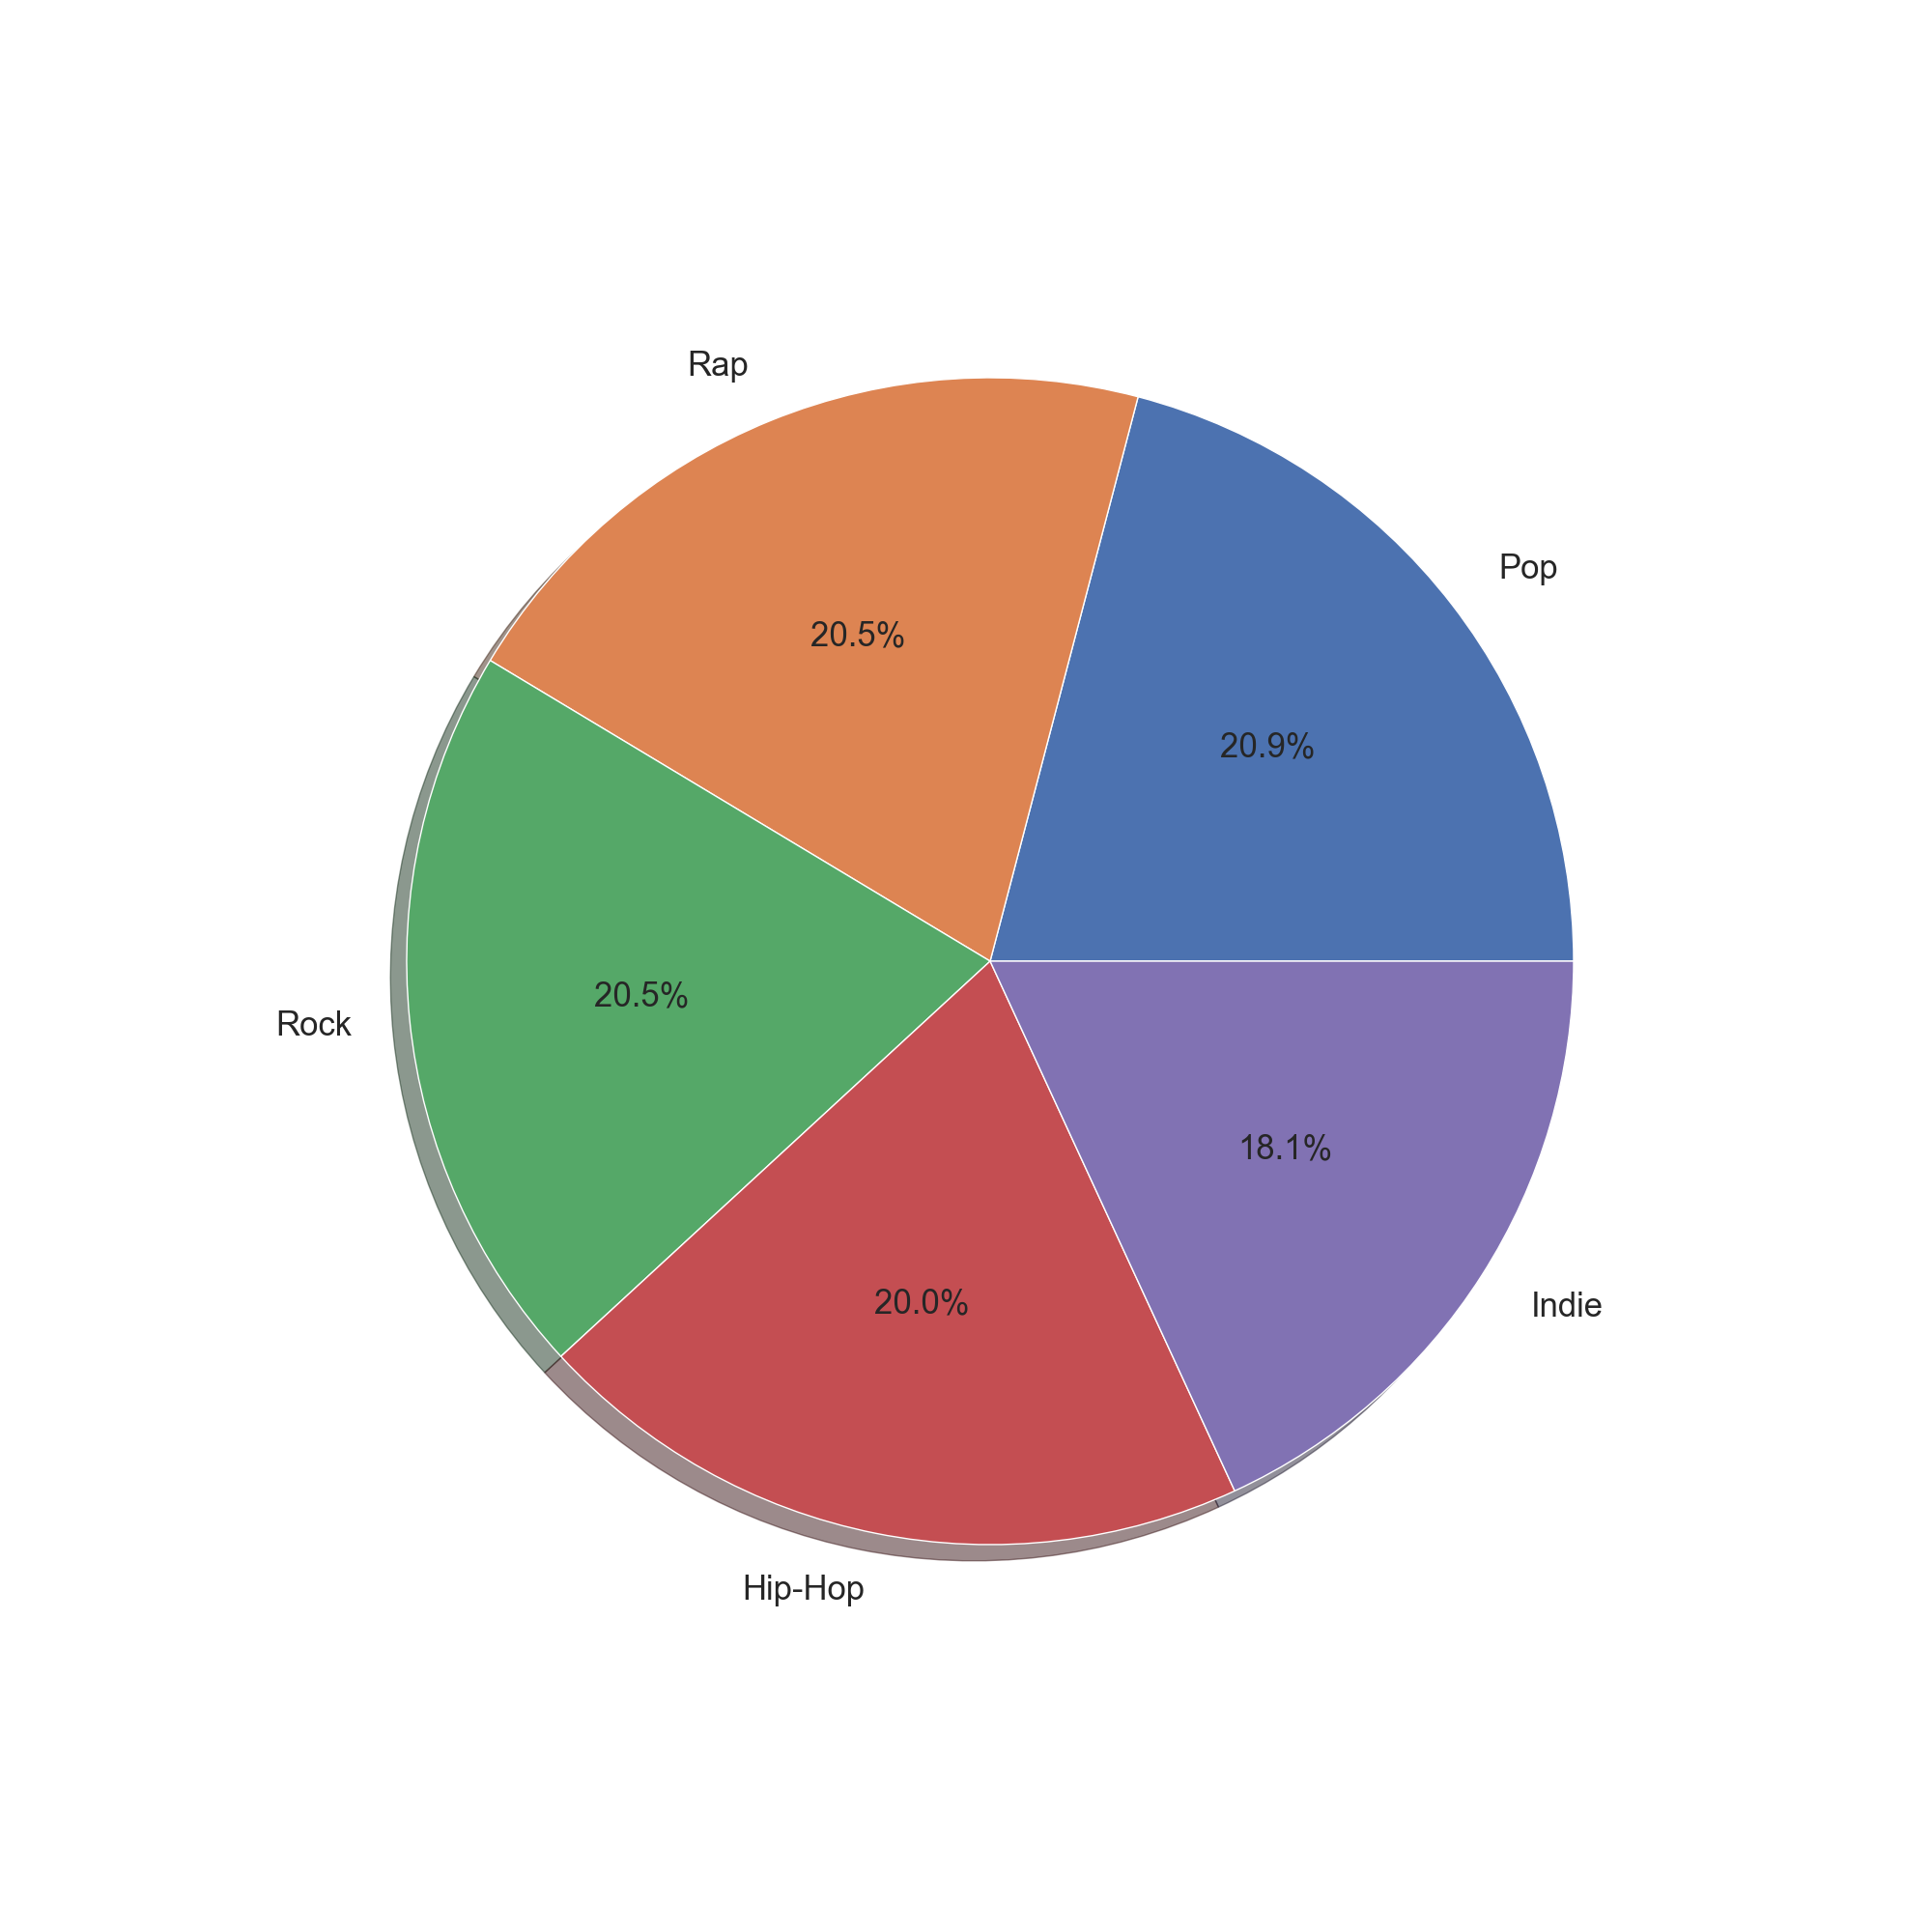 Rap
Pop
20.5%
20.9%
20.5%
Rock
18.1%
20.0%
Indie
Hip-Hop